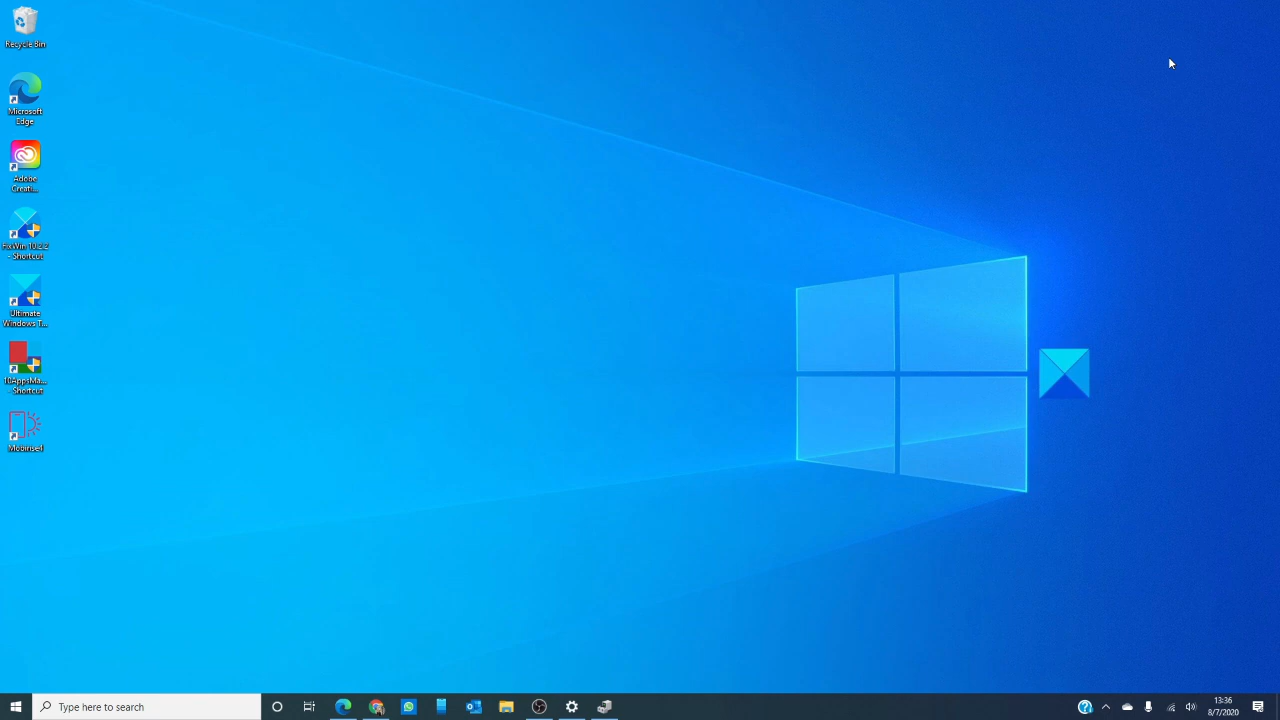 Recycle Bin
Microsoft
Edge
Adobe
Creati...
FixWin 10.2.2
- Shortcut
Ultimate
Windows T...
10AppsMa...
- Shortcut
Mobirise4
Type here to search
13:36
8/7/2020